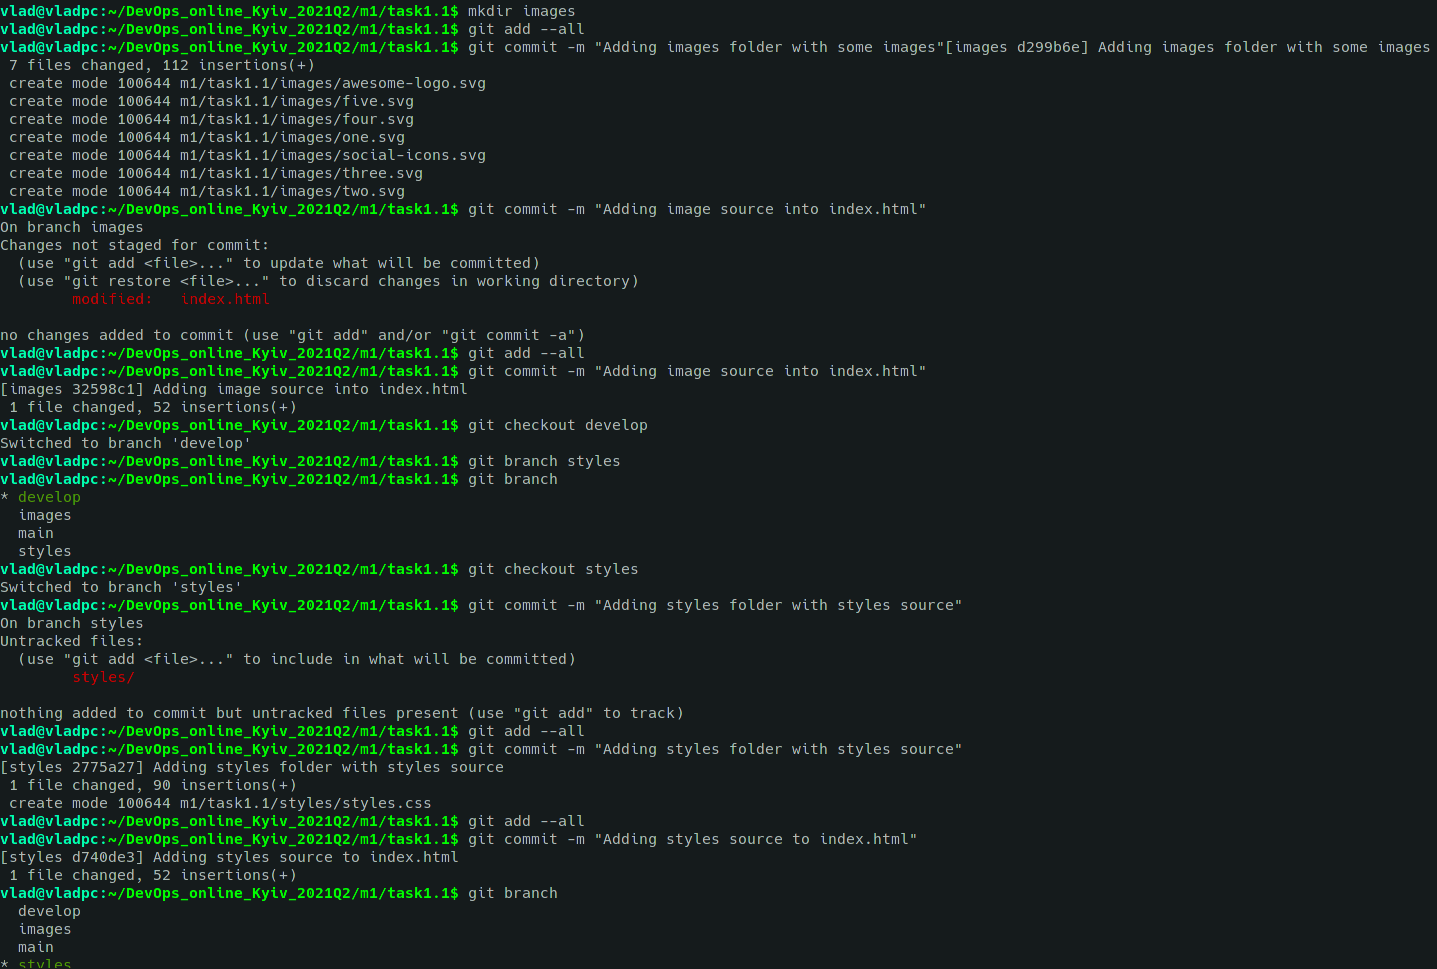 vlad@vladpc:~/DevOps_online_Kyiv_2021Q2/m1/task1.1$ mkdir images
vlad@vladpc:~/DevOps_online_Kyiv_2021Q2/m1/task1.1$ git add --all
vlad@vladpc:~/DevOps_online_Kyiv_2021Q2/m1/task1.1$ git commit -m "Adding images folder with some images"[images d299b6e] Adding images folder with some images
 7 files changed, 112 insertions(+)
 create mode 100644 m1/task1.1/images/awesome-logo.svg
 create mode 100644 m1/task1.1/images/five.svg
 create mode 100644 m1/task1.1/images/four.svg
 create mode 100644 m1/task1.1/images/one.svg
 create mode 100644 m1/task1.1/images/social-icons.svg
 create mode 100644 m1/task1.1/images/three.svg
 create mode 100644 m1/task1.1/images/two.svg
vlad@vladpc:~/DevOps_online_Kyiv_2021Q2/m1/task1.1$ git commit -m "Adding image source into index.html"
On branch images
Changes not staged for commit:
  (use "git add <file>..." to update what will be committed)
  (use "git restore <file>..." to discard changes in working directory)
        modified:   index.html

no changes added to commit (use "git add" and/or "git commit -a")
vlad@vladpc:~/DevOps_online_Kyiv_2021Q2/m1/task1.1$ git add --all
vlad@vladpc:~/DevOps_online_Kyiv_2021Q2/m1/task1.1$ git commit -m "Adding image source into index.html"
[images 32598c1] Adding image source into index.html
 1 file changed, 52 insertions(+)
vlad@vladpc:~/DevOps_online_Kyiv_2021Q2/m1/task1.1$ git checkout develop
Switched to branch 'develop'
vlad@vladpc:~/DevOps_online_Kyiv_2021Q2/m1/task1.1$ git branch styles
vlad@vladpc:~/DevOps_online_Kyiv_2021Q2/m1/task1.1$ git branch
* develop
  images
  main
  styles
vlad@vladpc:~/DevOps_online_Kyiv_2021Q2/m1/task1.1$ git checkout styles
Switched to branch 'styles'
vlad@vladpc:~/DevOps_online_Kyiv_2021Q2/m1/task1.1$ git commit -m "Adding styles folder with styles source"
On branch styles
Untracked files:
  (use "git add <file>..." to include in what will be committed)
        styles/

nothing added to commit but untracked files present (use "git add" to track)
vlad@vladpc:~/DevOps_online_Kyiv_2021Q2/m1/task1.1$ git add --all
vlad@vladpc:~/DevOps_online_Kyiv_2021Q2/m1/task1.1$ git commit -m "Adding styles folder with styles source"
[styles 2775a27] Adding styles folder with styles source
 1 file changed, 90 insertions(+)
 create mode 100644 m1/task1.1/styles/styles.css
vlad@vladpc:~/DevOps_online_Kyiv_2021Q2/m1/task1.1$ git add --all
vlad@vladpc:~/DevOps_online_Kyiv_2021Q2/m1/task1.1$ git commit -m "Adding styles source to index.html"
[styles d740de3] Adding styles source to index.html
 1 file changed, 52 insertions(+)
vlad@vladpc:~/DevOps_online_Kyiv_2021Q2/m1/task1.1$ git branch
  develop
  images
  main
* styles